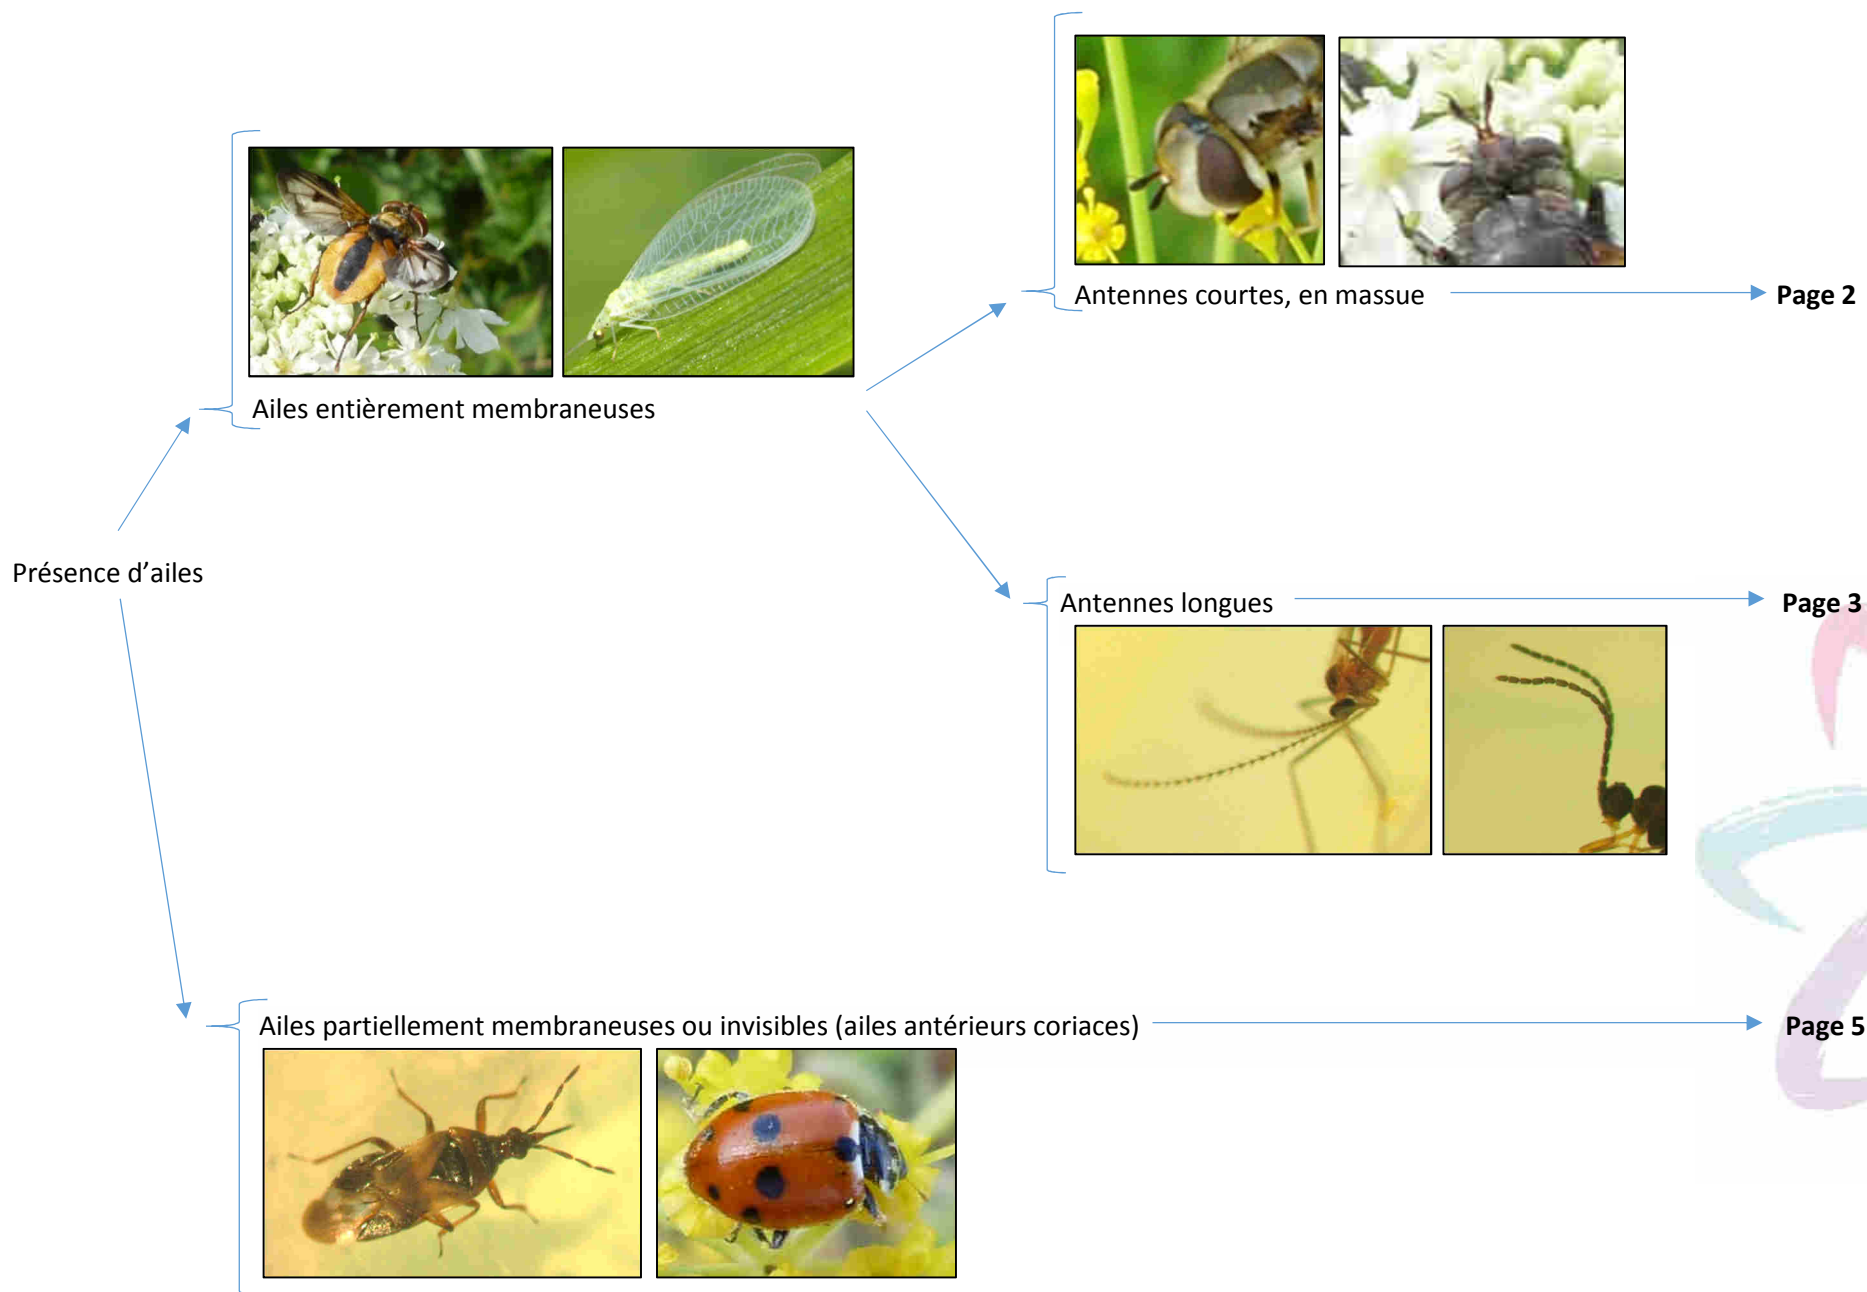 Antennes courtes, en massue
Page 2
Ailes entièrement membraneuses
Présence d'ailes
Antennes longues
Page 3
Ailes partiellement membraneuses ou invisibles (ailes antérieurs coriaces)
Page 5